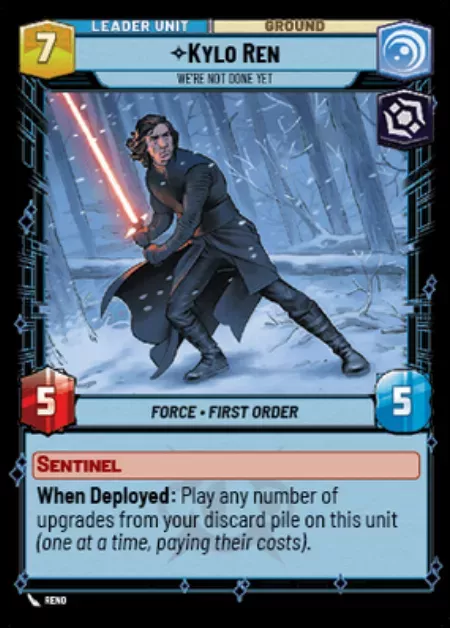 LEADER UNIT
GROUND
7
KYLO REN
WE'RE NOT DONE YET
5
FORCE • FIRST ORDER
5
SENTINEL
When Deployed: Play any number of
upgrades from your discard pile on this unit
(one at a time, paying their costs).
RENO